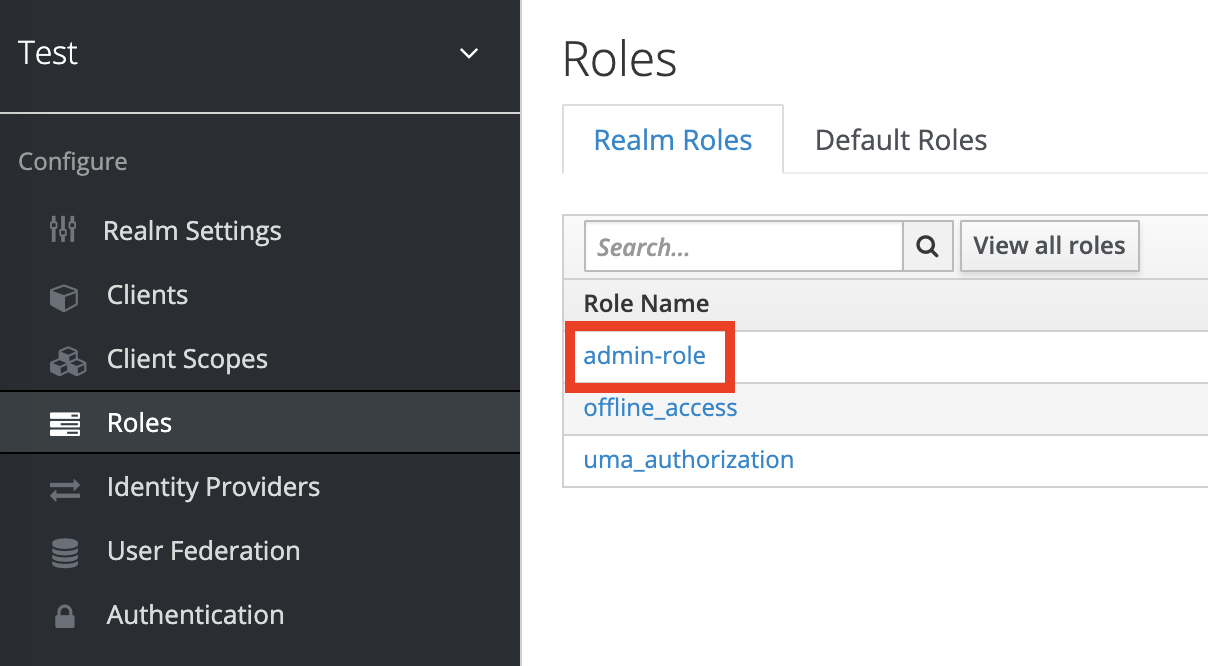 Test
Configure
Realm Settings
Clients
Client Scopes
Roles
Identity Providers
User Federation
Authentication
Roles
Realm Roles
Default Roles
Search...
View all roles
Role Name
admin-role
offline_access
uma_authorization